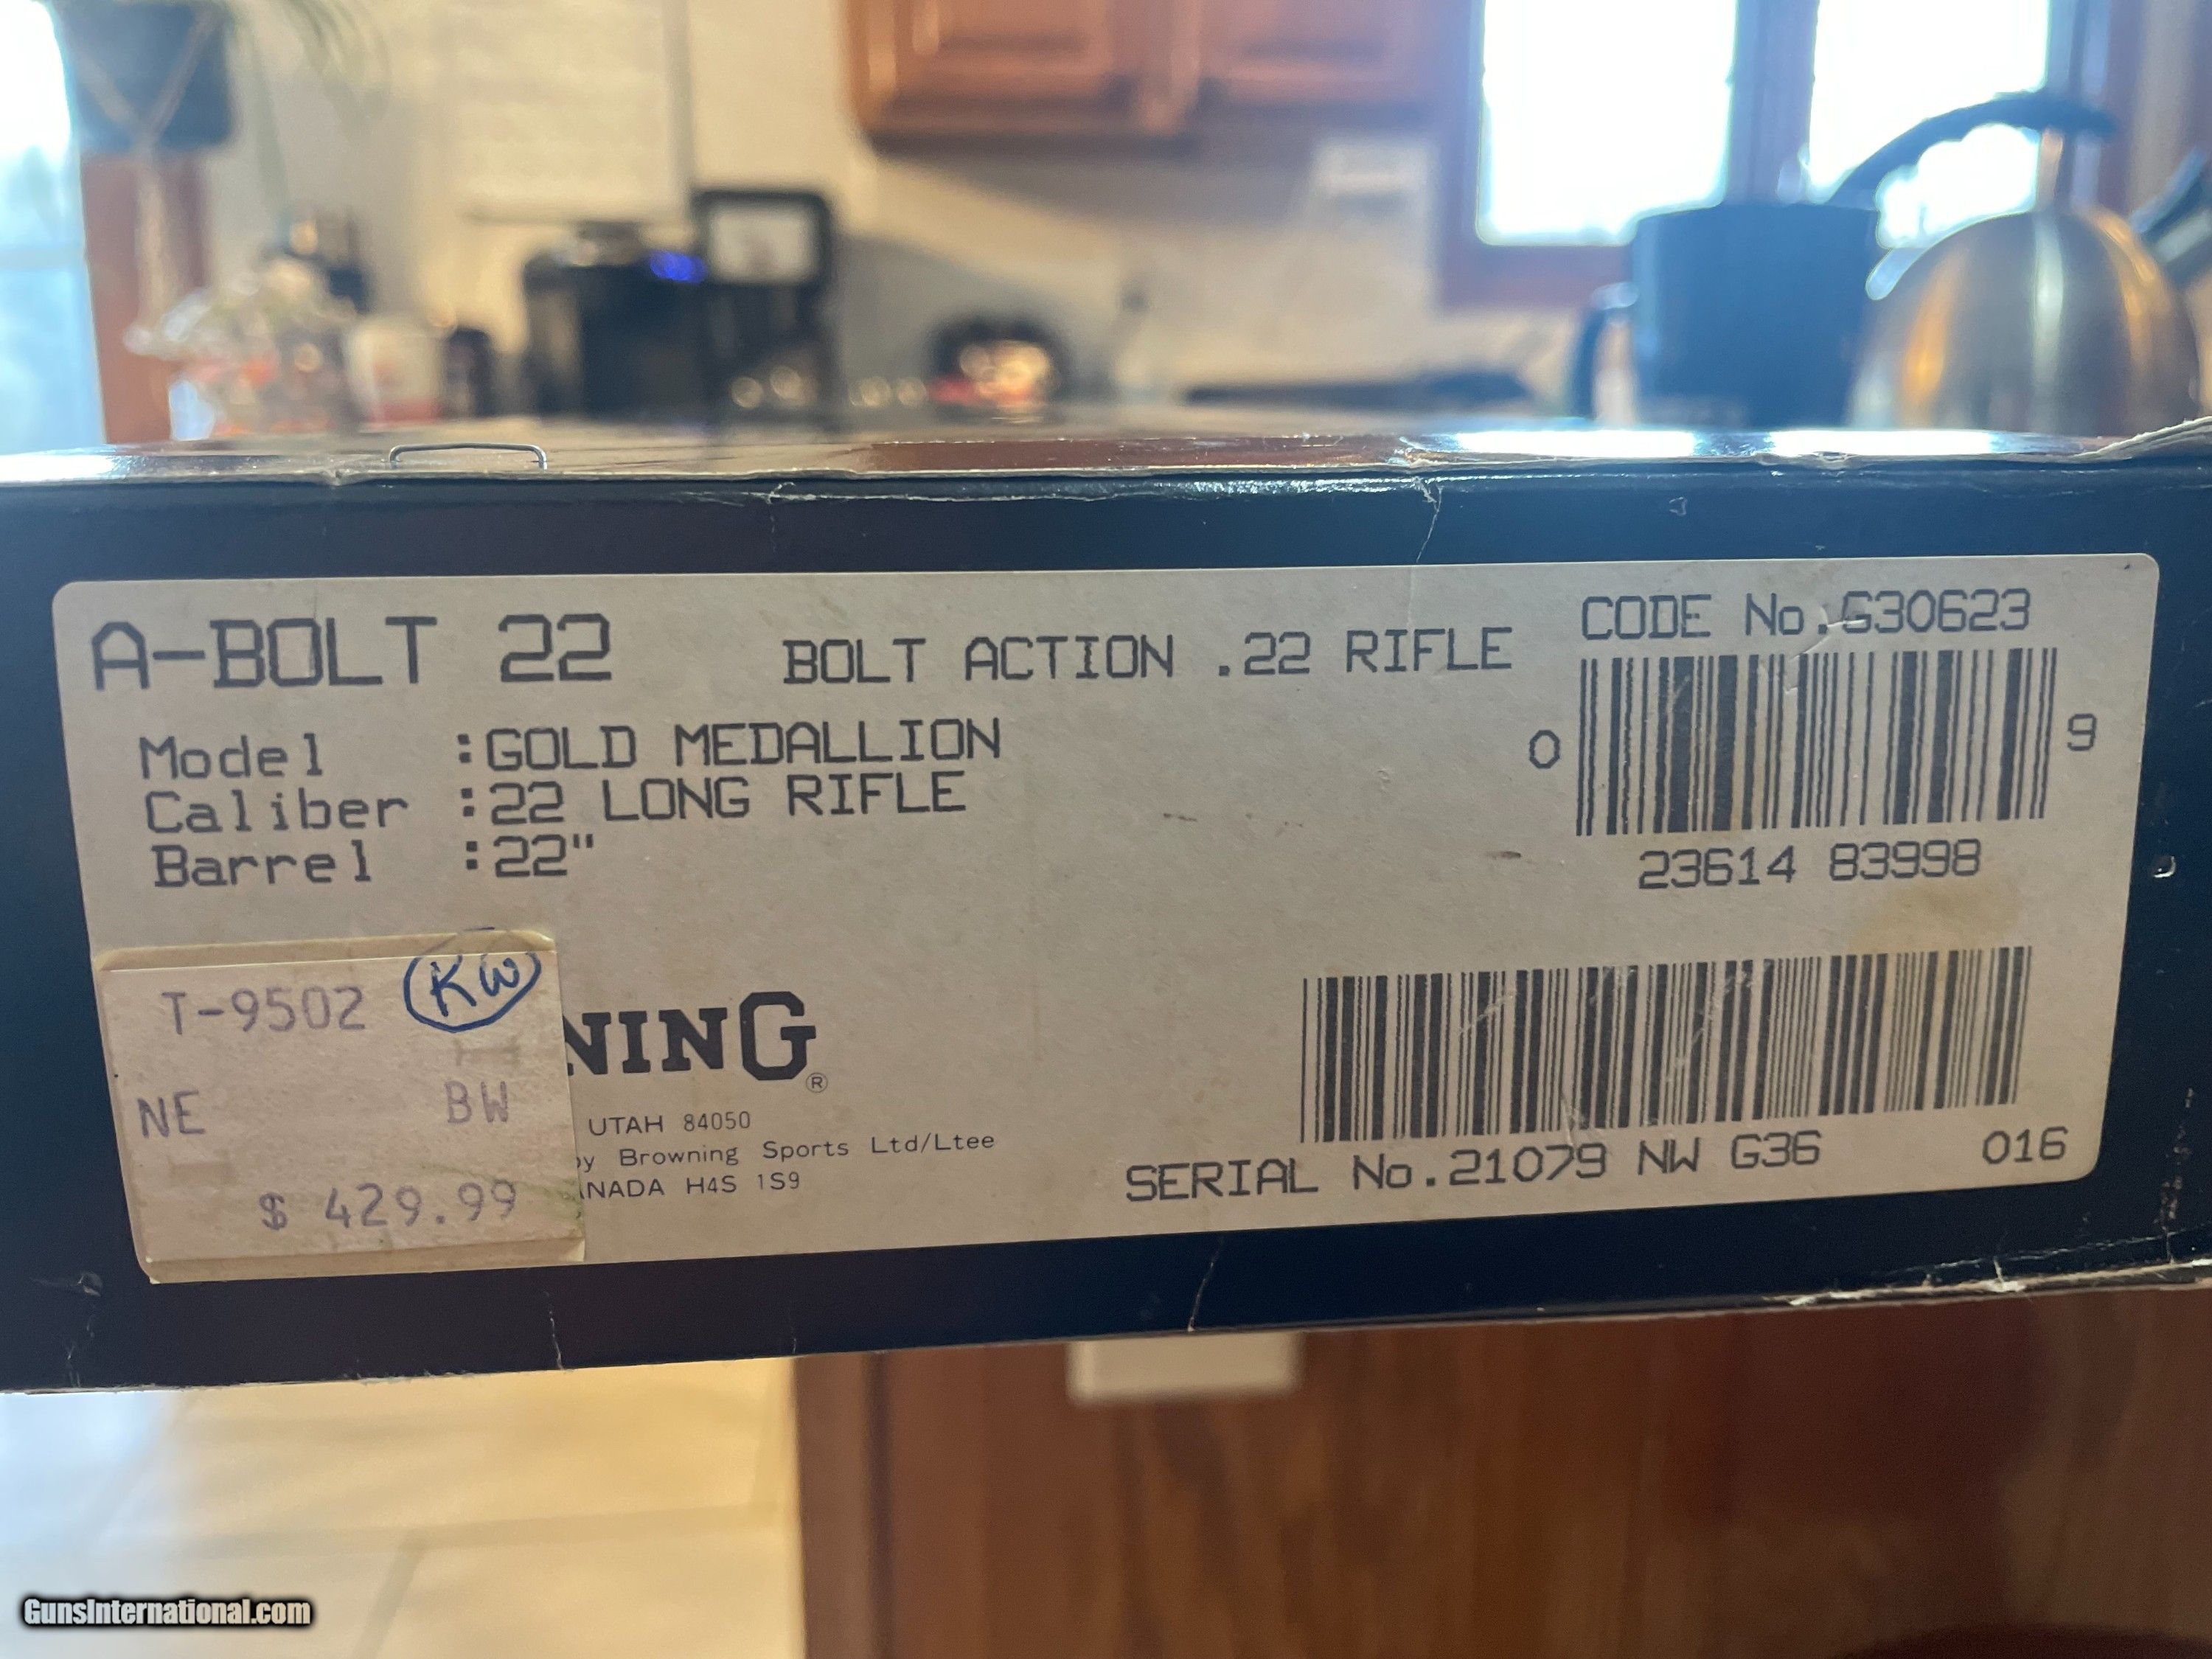 A-BOLT 22 BOLT ACTION .22 RIFLE
CODE No.G30623
Model :GOLD MEDALLION
Caliber :22 LONG RIFLE
Barrel :22"
0 9
23614 83998
T-9502 KW
NE BW
$ 429.99
NING®
UTAH 84050
by Browning Sports Ltd/Ltee
NADA H4S 1S9
SERIAL No.21079 NW G36 016
GunsInternational.com